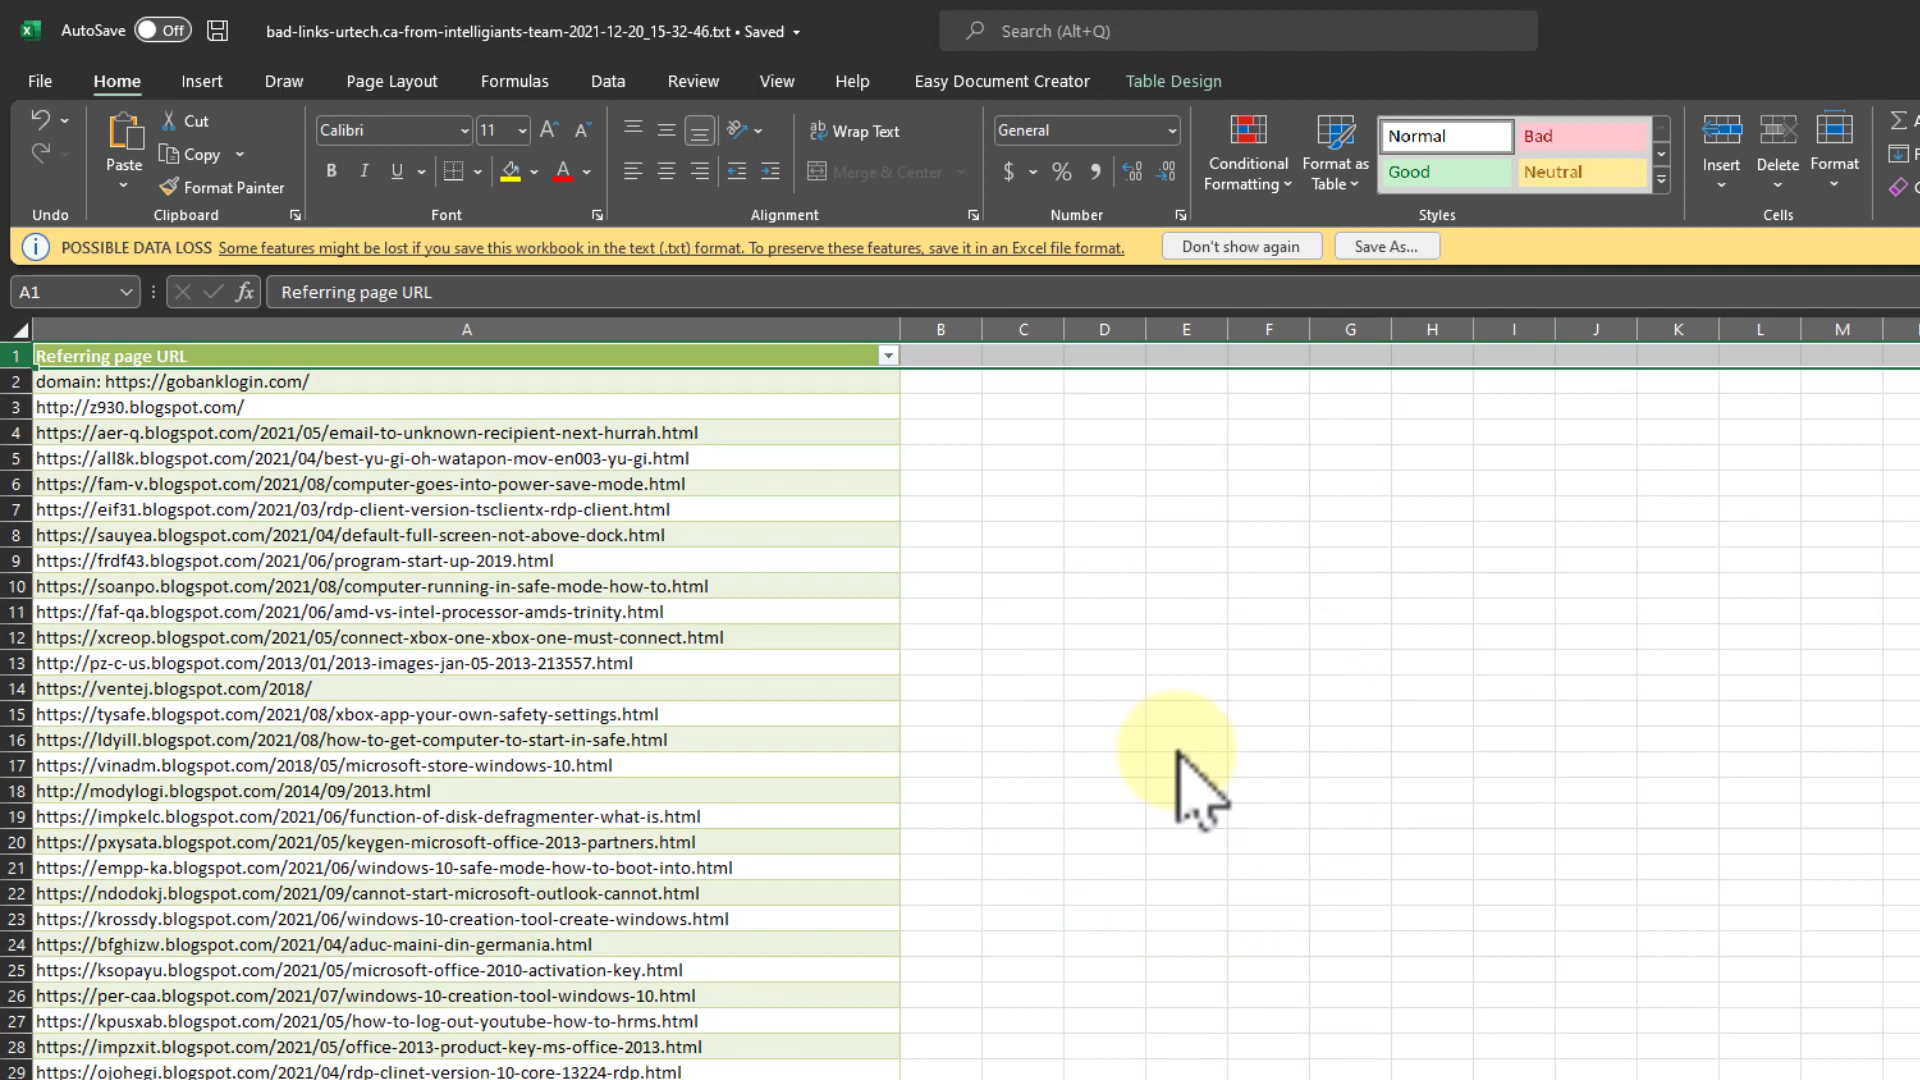 AutoSave Off bad-links-urtech.ca-from-intelligiants-team-2021-12-20_15-32-46.txt • Saved Search (Alt+Q)
File Home Insert Draw Page Layout Formulas Data Review View Help Easy Document Creator Table Design
Paste Cut Copy Format Painter
Calibri 11
B I U A
Wrap Text
Merge & Center
General
$ %
Conditional Formatting
Format as Table
Normal Bad
Good Neutral
Insert Delete Format
Undo Clipboard Font Alignment Number Styles Cells
POSSIBLE DATA LOSS Some features might be lost if you save this workbook in the text (.txt) format. To preserve these features, save it in an Excel file format. Don't show again Save As...
A1 fx Referring page URL
A B C D E F G H I J K L M
1 Referring page URL
2 domain: https://gobanklogin.com/
3 http://z930.blogspot.com/
4 https://aer-q.blogspot.com/2021/05/email-to-unknown-recipient-next-hurrah.html
5 https://all8k.blogspot.com/2021/04/best-yu-gi-oh-watapon-mov-en003-yu-gi.html
6 https://fam-v.blogspot.com/2021/08/computer-goes-into-power-save-mode.html
7 https://eif31.blogspot.com/2021/03/rdp-client-version-tsclientx-rdp-client.html
8 https://sauyea.blogspot.com/2021/04/default-full-screen-not-above-dock.html
9 https://frdf43.blogspot.com/2021/06/program-start-up-2019.html
10 https://soanpo.blogspot.com/2021/08/computer-running-in-safe-mode-how-to.html
11 https://faf-qa.blogspot.com/2021/06/amd-vs-intel-processor-amds-trinity.html
12 https://xcreop.blogspot.com/2021/05/connect-xbox-one-xbox-one-must-connect.html
13 http://pz-c-us.blogspot.com/2013/01/2013-images-jan-05-2013-213557.html
14 https://ventej.blogspot.com/2018/
15 https://tysafe.blogspot.com/2021/08/xbox-app-your-own-safety-settings.html
16 https://ldyill.blogspot.com/2021/08/how-to-get-computer-to-start-in-safe.html
17 https://vinadm.blogspot.com/2018/05/microsoft-store-windows-10.html
18 http://modylogi.blogspot.com/2014/09/2013.html
19 https://impkelc.blogspot.com/2021/06/function-of-disk-defragmenter-what-is.html
20 https://pxysata.blogspot.com/2021/05/keygen-microsoft-office-2013-partners.html
21 https://empp-ka.blogspot.com/2021/06/windows-10-safe-mode-how-to-boot-into.html
22 https://ndodokj.blogspot.com/2021/09/cannot-start-microsoft-outlook-cannot.html
23 https://krossdy.blogspot.com/2021/06/windows-10-creation-tool-create-windows.html
24 https://bfghizw.blogspot.com/2021/04/aduc-maini-din-germania.html
25 https://ksopayu.blogspot.com/2021/05/microsoft-office-2010-activation-key.html
26 https://per-caa.blogspot.com/2021/07/windows-10-creation-tool-windows-10.html
27 https://kpusxab.blogspot.com/2021/05/how-to-log-out-youtube-how-to-hrms.html
28 https://impzxit.blogspot.com/2021/05/office-2013-product-key-ms-office-2013.html
29 https://ojohegi.blogspot.com/2021/04/rdp-clinet-version-10-core-13224-rdp.html